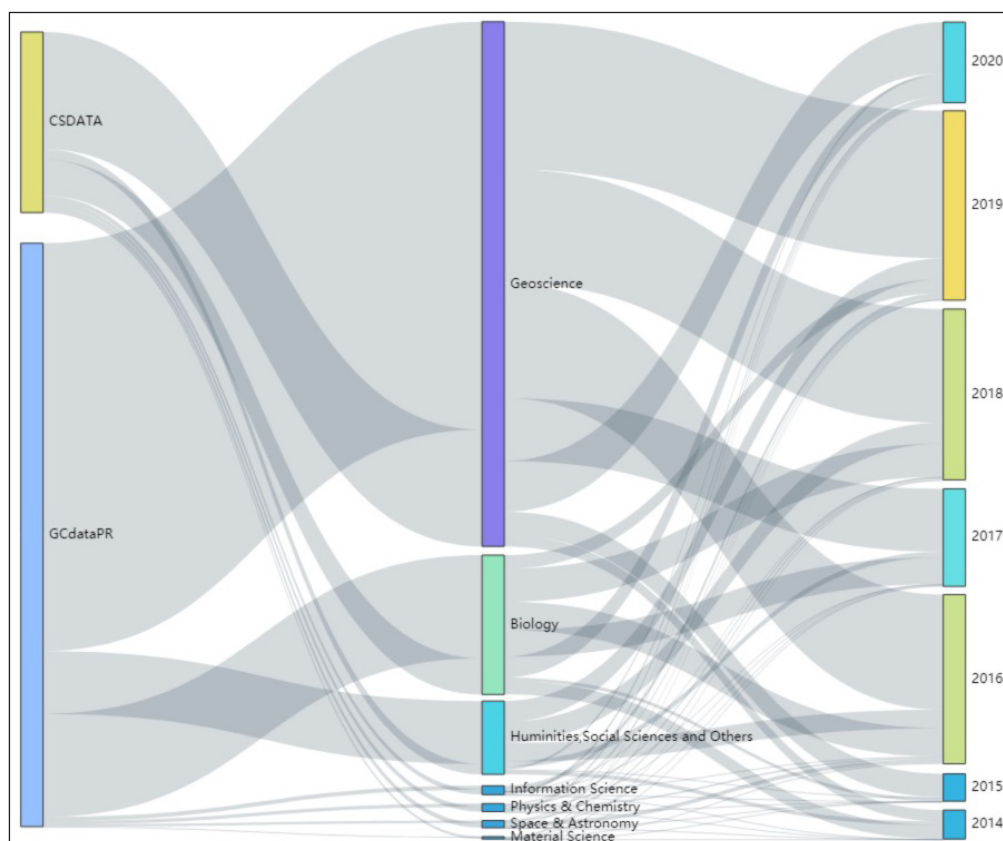 CSDATA
GCdataPR
Geoscience
Biology
Huminities,Social Sciences and Others
Information Science
Physics & Chemistry
Space & Astronomy
Material Science
2020
2019
2018
2017
2016
2015
2014